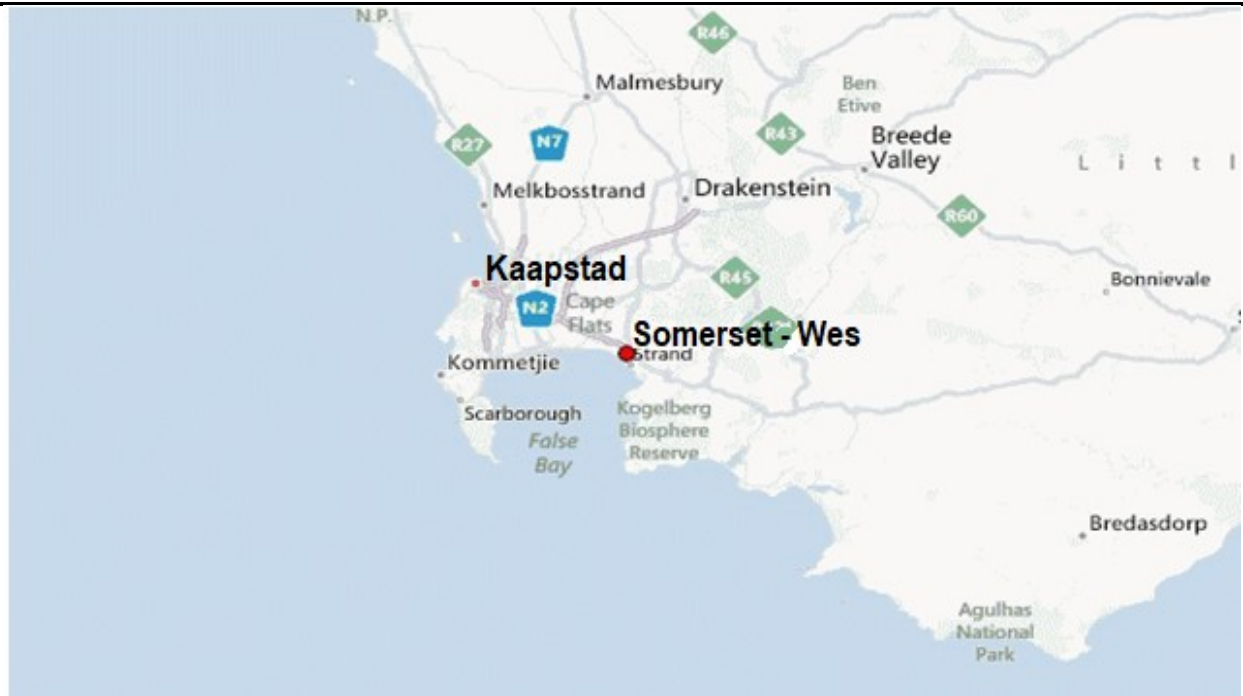 N.P.
R46
Malmesbury
Ben
Etive
R27
N7
R43
Breede
Valley
L i t t l
Melkbosstrand
Drakenstein
R60
Kaapstad
R45
Bonnievale
N2
Cape
Flats
Somerset - Wes
Strand
Kommetjie
Scarborough
Kogelberg
Biosphere
Reserve
False
Bay
Bredasdorp
Agulhas
National
Park